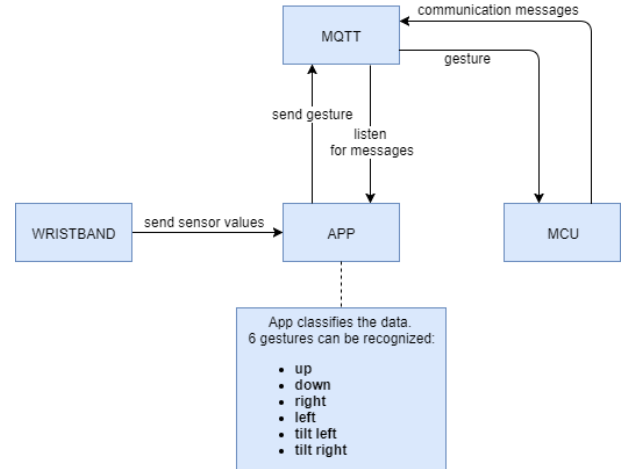 communication messages
MQTT
gesture
send gesture
listen
for messages
WRISTBAND
send sensor values
APP
MCU
App classifies the data.
6 gestures can be recognized:
• up
• down
• right
• left
• tilt left
• tilt right